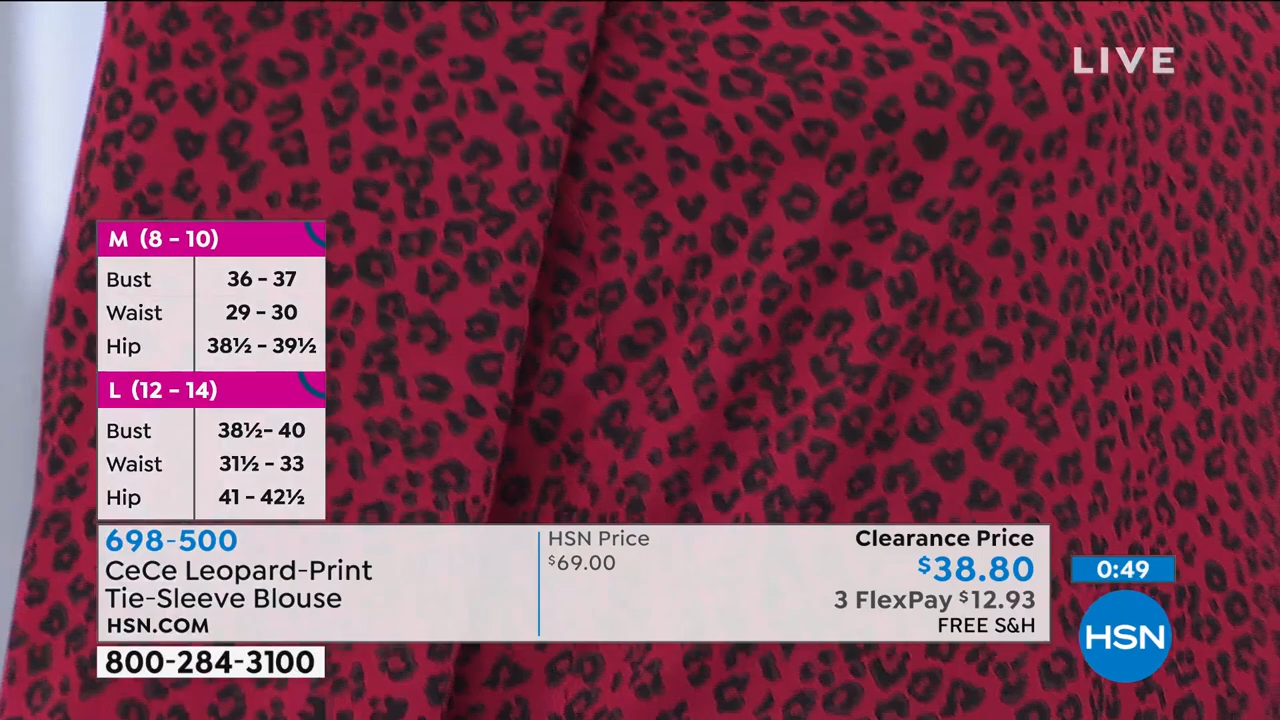 LIVE
M (8 - 10)
Bust 36 - 37
Waist 29 - 30
Hip 38½ - 39½
L (12 - 14)
Bust 38½- 40
Waist 31½ - 33
Hip 41 - 42½
698-500
CeCe Leopard-Print
Tie-Sleeve Blouse
HSN.COM
HSN Price
$69.00
Clearance Price
$38.80
3 FlexPay $12.93
FREE S&H
0:49
HSN
800-284-3100